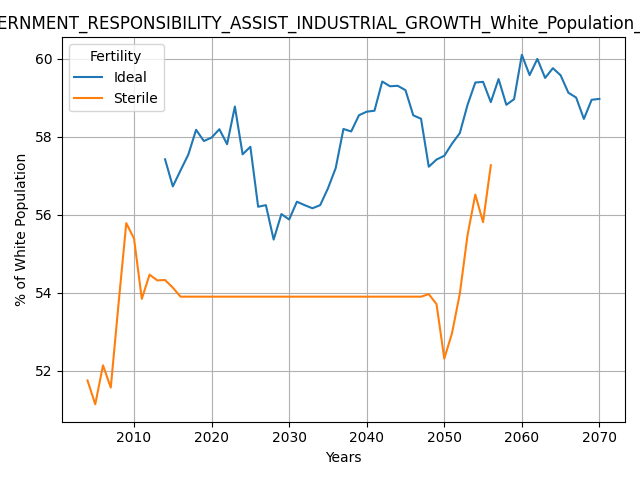 ERNMENT_RESPONSIBILITY_ASSIST_INDUSTRIAL_GROWTH_White_Population_
Fertility
Ideal
Sterile
% of White Population
60
58
56
54
52
2010 2020 2030 2040 2050 2060 2070
Years